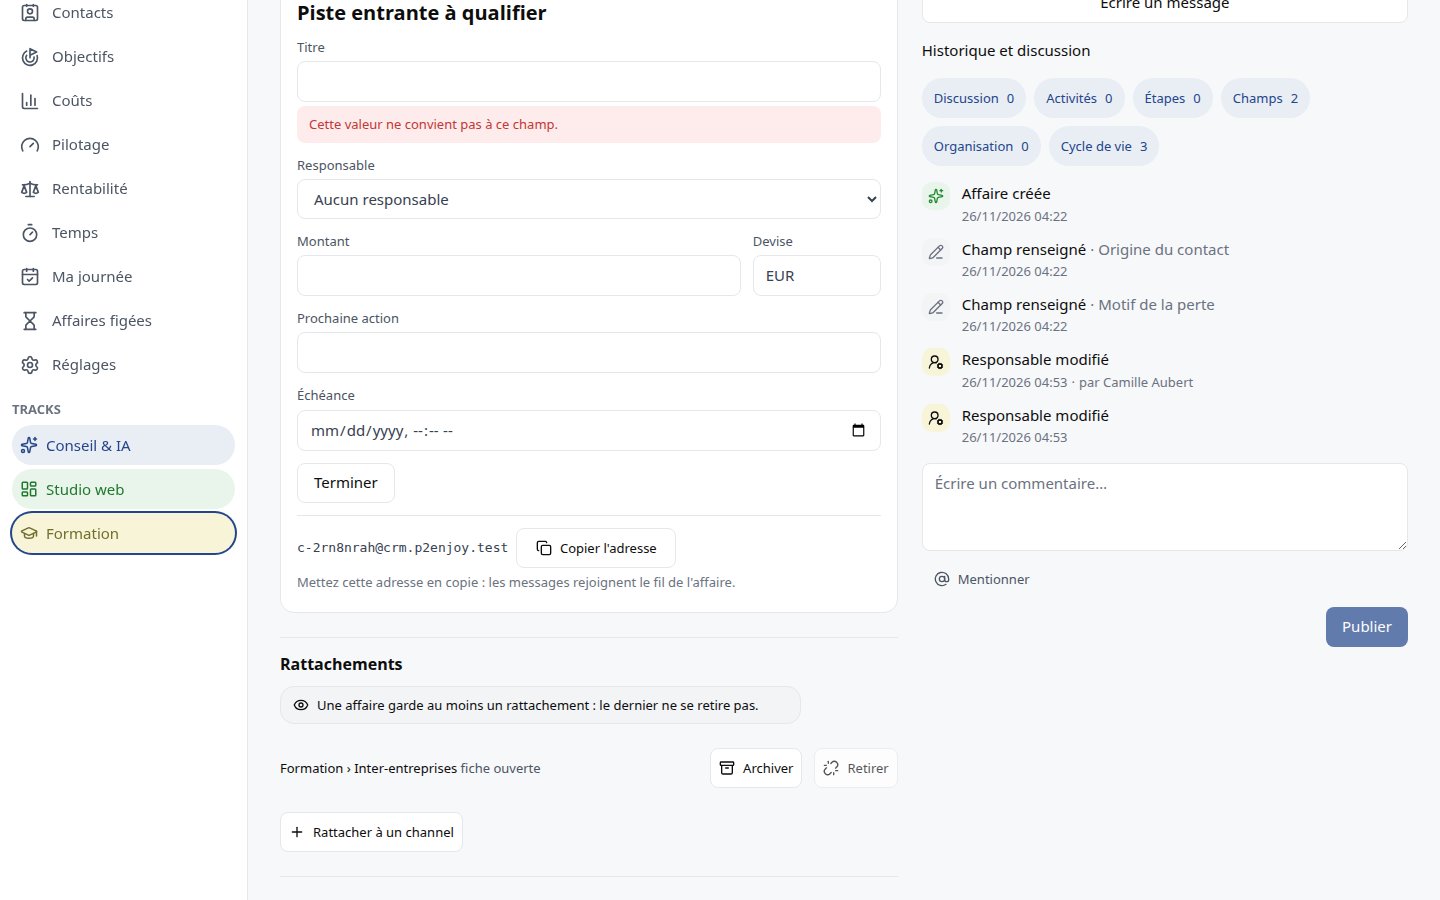 Contacts
Objectifs
Coûts
Pilotage
Rentabilité
Temps
Ma journée
Affaires figées
Réglages
TRACKS
Conseil & IA
Studio web
Formation
Piste entrante à qualifier
Titre
Cette valeur ne convient pas à ce champ.
Responsable
Aucun responsable
Montant
Devise
EUR
Prochaine action
Échéance
mm/dd/yyyy, --:-- --
Terminer
c-2rn8nrah@crm.p2enjoy.test
Copier l'adresse
Mettez cette adresse en copie : les messages rejoignent le fil de l'affaire.
Rattachements
Une affaire garde au moins un rattachement : le dernier ne se retire pas.
Formation › Inter-entreprises fiche ouverte
Archiver
Retirer
Rattacher à un channel
Écrire un message
Historique et discussion
Discussion 0
Activités 0
Étapes 0
Champs 2
Organisation 0
Cycle de vie 3
Affaire créée
26/11/2026 04:22
Champ renseigné · Origine du contact
26/11/2026 04:22
Champ renseigné · Motif de la perte
26/11/2026 04:22
Responsable modifié
26/11/2026 04:53 · par Camille Aubert
Responsable modifié
26/11/2026 04:53
Écrire un commentaire...
Mentionner
Publier